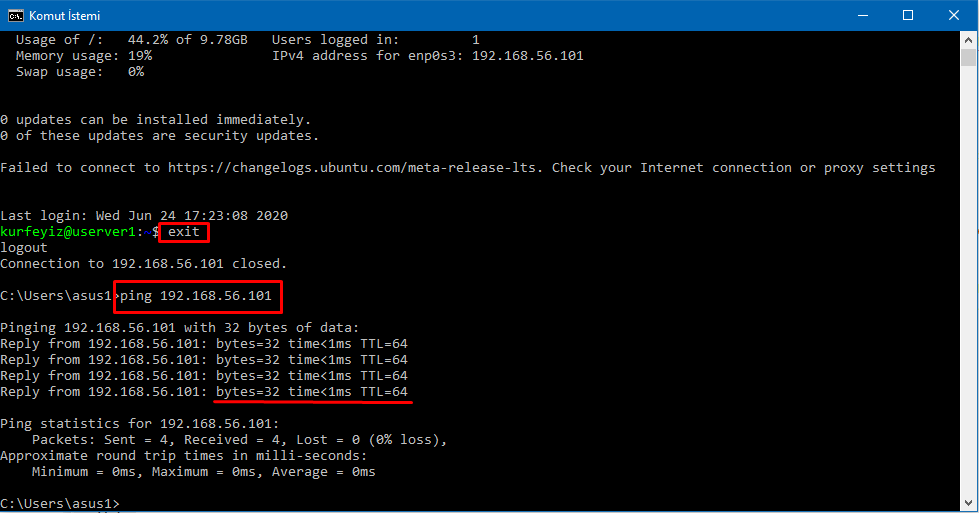 Komut İstemi
Usage of /:   44.2% of 9.78GB   Users logged in:         1
Memory usage: 19%               IPv4 address for enp0s3: 192.168.56.101
Swap usage:   0%
0 updates can be installed immediately.
0 of these updates are security updates.
Failed to connect to https://changelogs.ubuntu.com/meta-release-lts. Check your Internet connection or proxy settings
Last login: Wed Jun 24 17:23:08 2020
kurfeyiz@userver1:~$ exit
logout
Connection to 192.168.56.101 closed.
C:\Users\asus1>ping 192.168.56.101
Pinging 192.168.56.101 with 32 bytes of data:
Reply from 192.168.56.101: bytes=32 time<1ms TTL=64
Reply from 192.168.56.101: bytes=32 time<1ms TTL=64
Reply from 192.168.56.101: bytes=32 time<1ms TTL=64
Reply from 192.168.56.101: bytes=32 time<1ms TTL=64
Ping statistics for 192.168.56.101:
    Packets: Sent = 4, Received = 4, Lost = 0 (0% loss),
Approximate round trip times in milli-seconds:
    Minimum = 0ms, Maximum = 0ms, Average = 0ms
C:\Users\asus1>